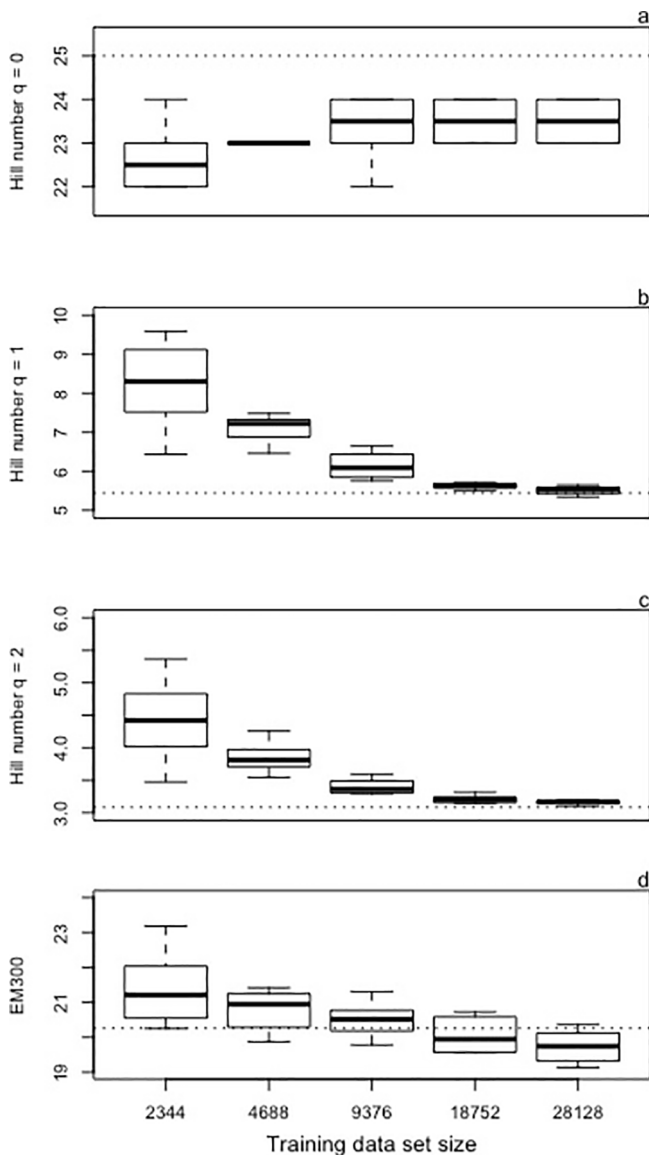 a
Hill number q = 0
25
24
23
22
b
Hill number q = 1
10
9
8
7
6
5
c
Hill number q = 2
6.0
5.0
4.0
3.0
d
EM300
23
21
19
2344 4688 9376 18752 28128
Training data set size